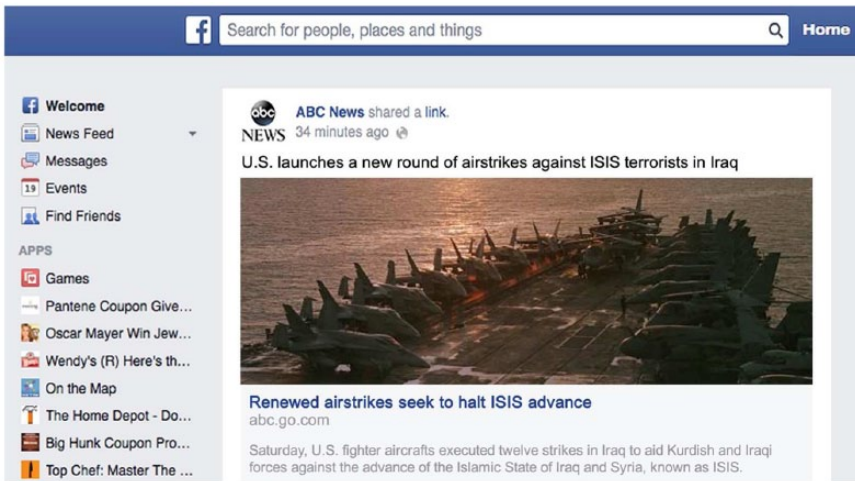 f
Search for people, places and things
Home
Welcome
News Feed
Messages
19 Events
Find Friends
APPS
Games
Pantene Coupon Give...
Oscar Mayer Win Jew...
Wendy's (R) Here's th...
On the Map
The Home Depot - Do...
Big Hunk Coupon Pro...
Top Chef: Master The ...
abc
NEWS
ABC News shared a link.
34 minutes ago
U.S. launches a new round of airstrikes against ISIS terrorists in Iraq
Renewed airstrikes seek to halt ISIS advance
abc.go.com
Saturday, U.S. fighter aircrafts executed twelve strikes in Iraq to aid Kurdish and Iraqi
forces against the advance of the Islamic State of Iraq and Syria, known as ISIS.